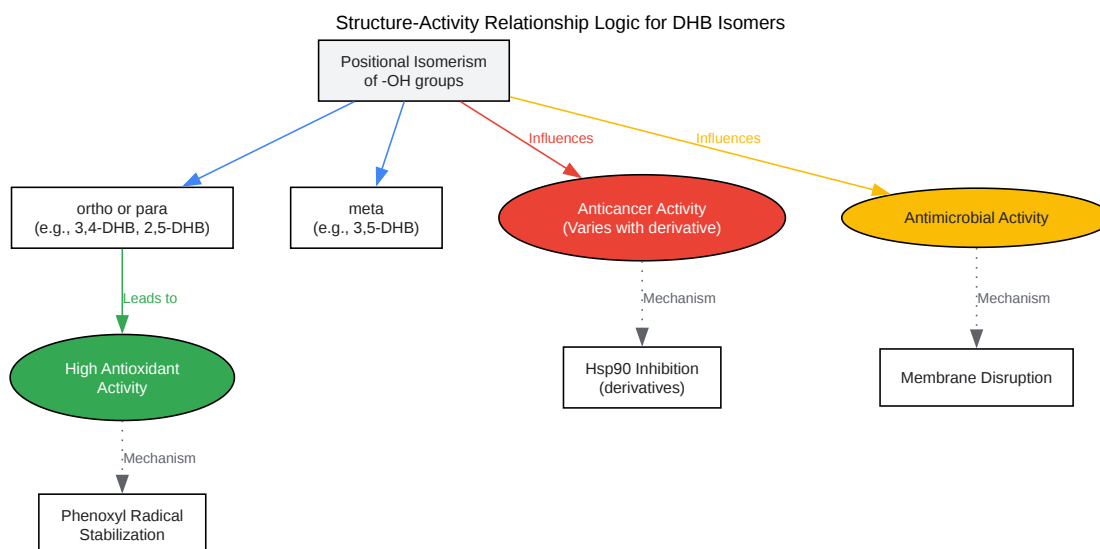 Structure-Activity Relationship Logic for DHB Isomers
Positional Isomerism
of -OH groups
Influences
Influences
ortho or para
(e.g., 3,4-DHB, 2,5-DHB)
meta
(e.g., 3,5-DHB)
Anticancer Activity
(Varies with derivative)
Antimicrobial Activity
Leads to
Mechanism
Mechanism
High Antioxidant
Activity
Hsp90 Inhibition
(derivatives)
Membrane Disruption
Mechanism
Phenoxyl Radical
Stabilization